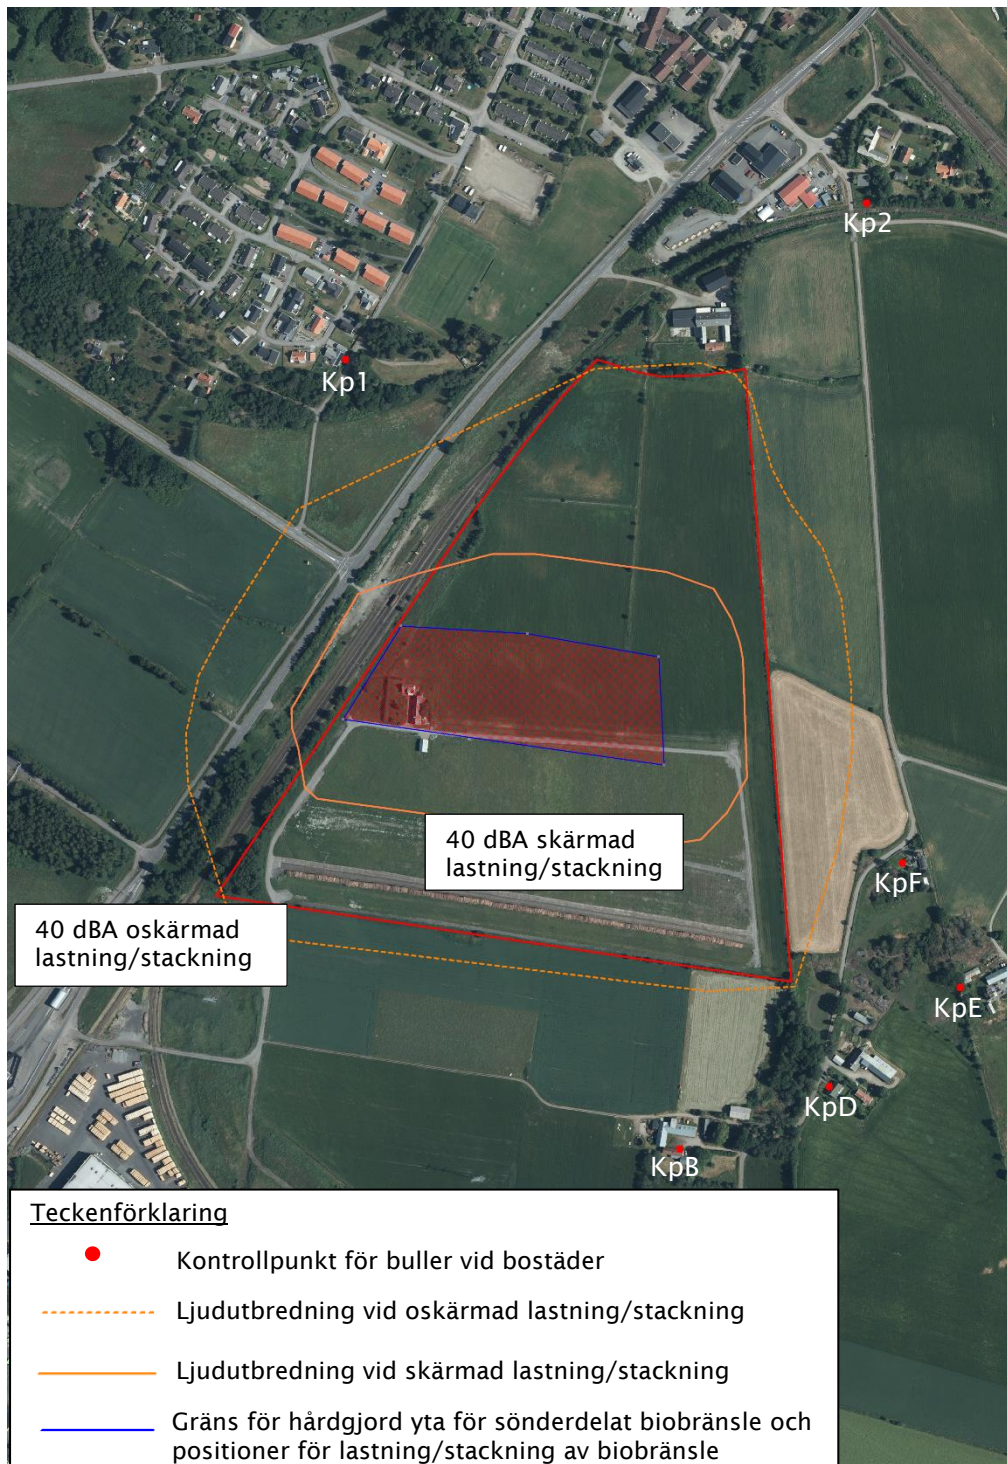 Kp2
Kp1
40 dBA skärmad
lastning/stackning
KpF
40 dBA oskärmad
lastning/stackning
KpE
KpD
KpB
Teckenförklaring
Kontrollpunkt för buller vid bostäder
Ljudutbredning vid oskärmad lastning/stackning
Ljudutbredning vid skärmad lastning/stackning
Gräns för hårdgjord yta för sönderdelat biobränsle och
positioner för lastning/stackning av biobränsle